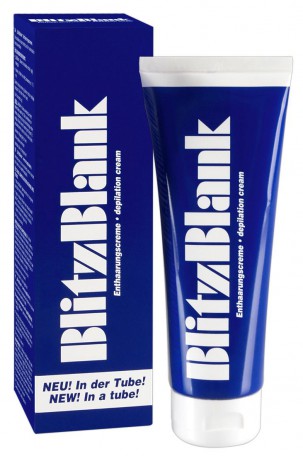 BlitzBlank
Enthaarungscreme • depilation cream
NEU! In der Tube!
NEW! In a tube!
BlitzBlank
Enthaarungscreme • depilation cream